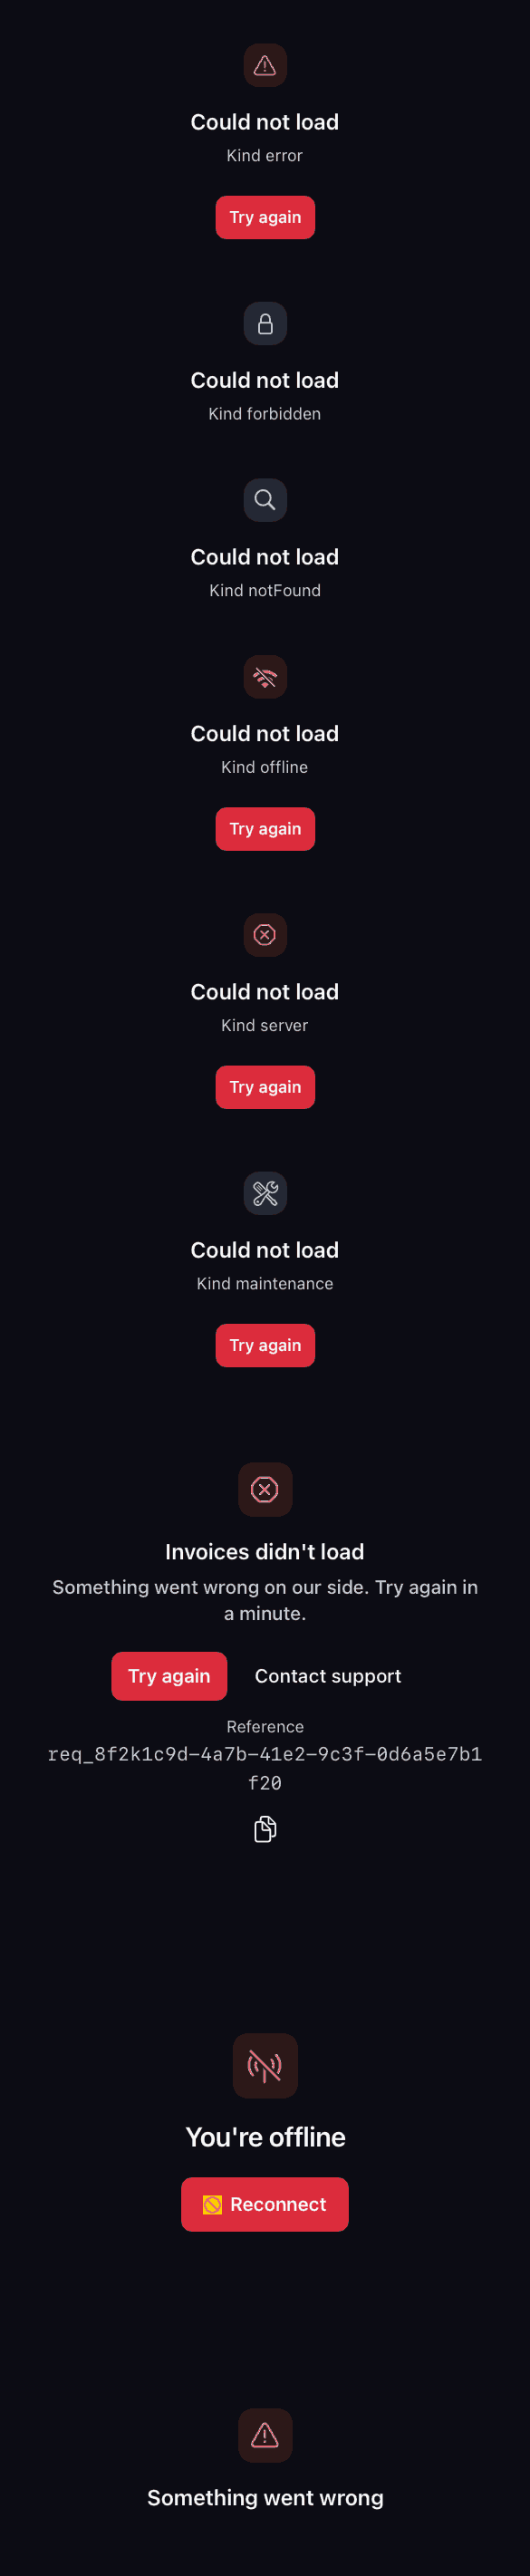 Could not load
Kind error
Try again
Could not load
Kind forbidden
Could not load
Kind notFound
Could not load
Kind offline
Try again
Could not load
Kind server
Try again
Could not load
Kind maintenance
Try again
Invoices didn't load
Something went wrong on our side. Try again in
a minute.
Try again
Contact support
Reference
req_8f2k1c9d-4a7b-41e2-9c3f-0d6a5e7b1
f20
You're offline
Reconnect
Something went wrong